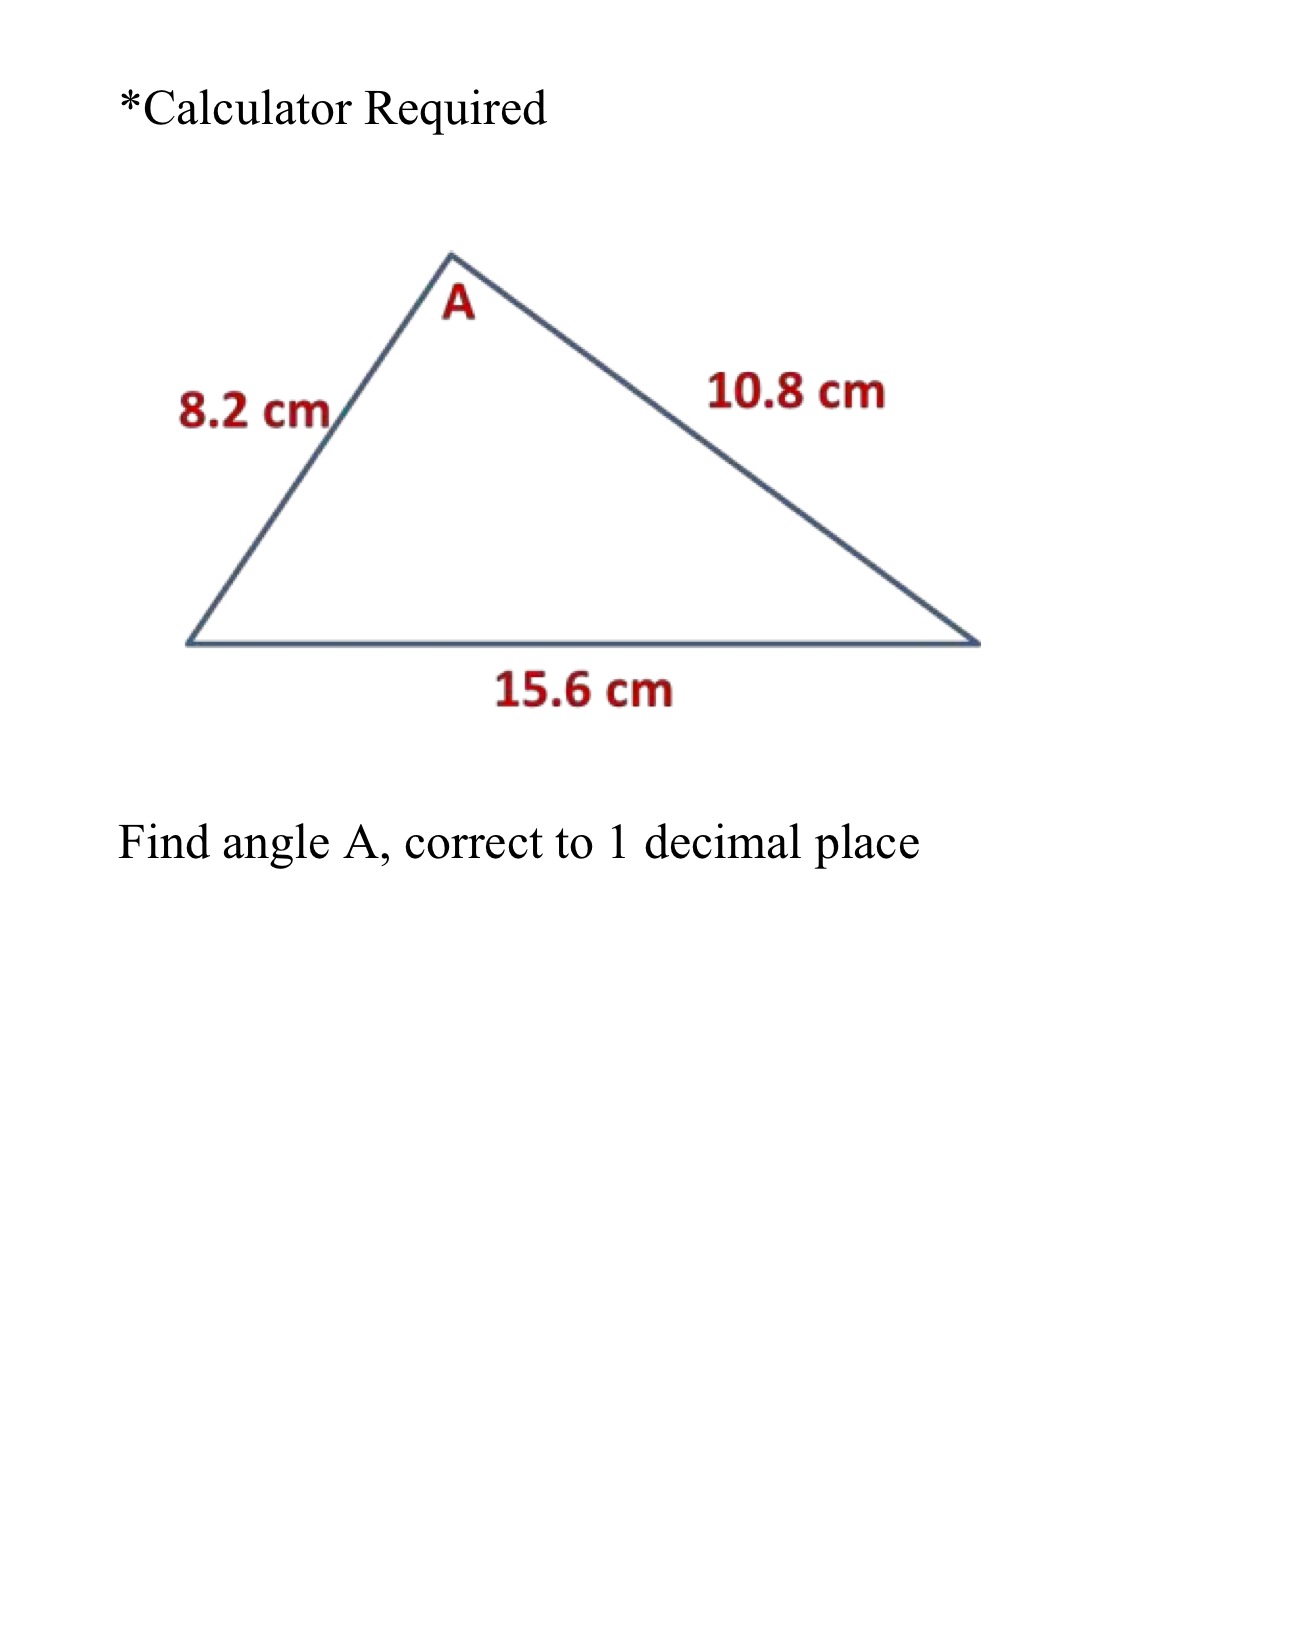 *Calculator Required
A
8.2 cm
10.8 cm
15.6 cm
Find angle A, correct to 1 decimal place